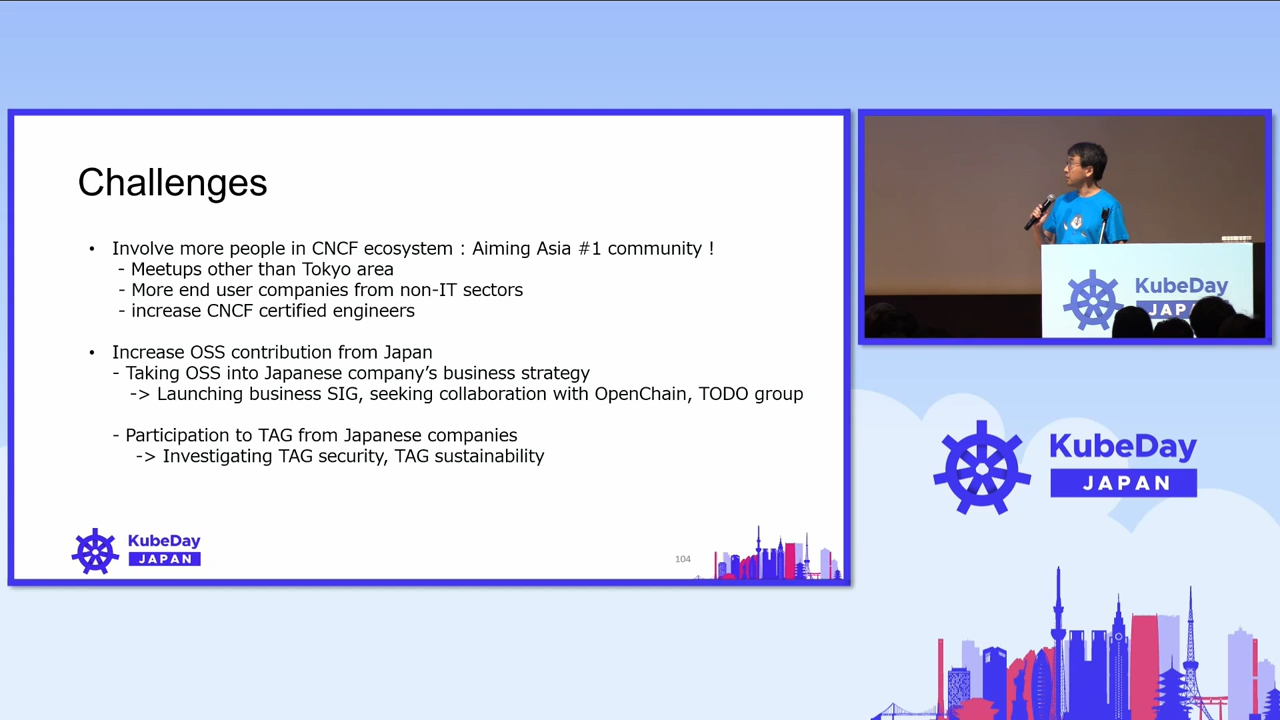 Challenges
• Involve more people in CNCF ecosystem : Aiming Asia #1 community !
- Meetups other than Tokyo area
- More end user companies from non-IT sectors
- increase CNCF certified engineers
• Increase OSS contribution from Japan
- Taking OSS into Japanese company’s business strategy
-> Launching business SIG, seeking collaboration with OpenChain, TODO group
- Participation to TAG from Japanese companies
-> Investigating TAG security, TAG sustainability
KubeDay
JAPAN
104
KubeDay
KubeDay
JAPAN